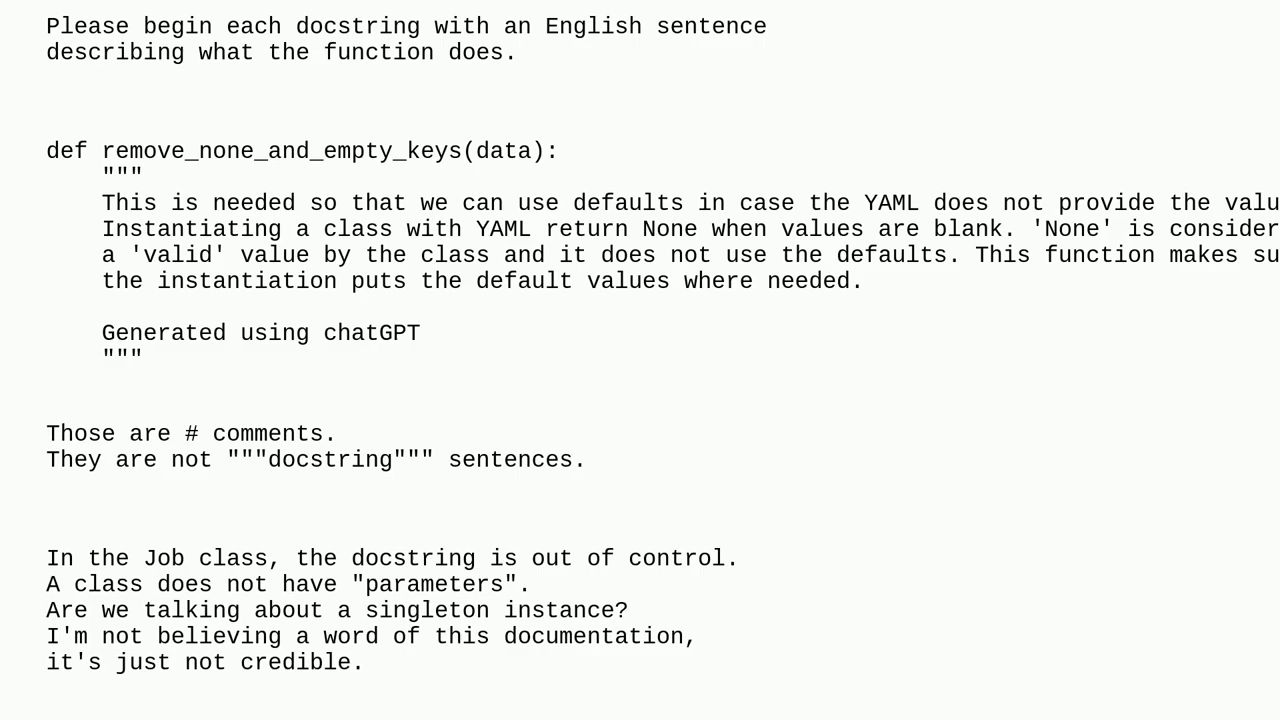 Please begin each docstring with an English sentence
describing what the function does.
def remove_none_and_empty_keys(data):
"""
This is needed so that we can use defaults in case the YAML does not provide the valu
Instantiating a class with YAML return None when values are blank. 'None' is consider
a 'valid' value by the class and it does not use the defaults. This function makes su
the instantiation puts the default values where needed.
Generated using chatGPT
"""
Those are # comments.
They are not """docstring""" sentences.
In the Job class, the docstring is out of control.
A class does not have "parameters".
Are we talking about a singleton instance?
I'm not believing a word of this documentation,
it's just not credible.